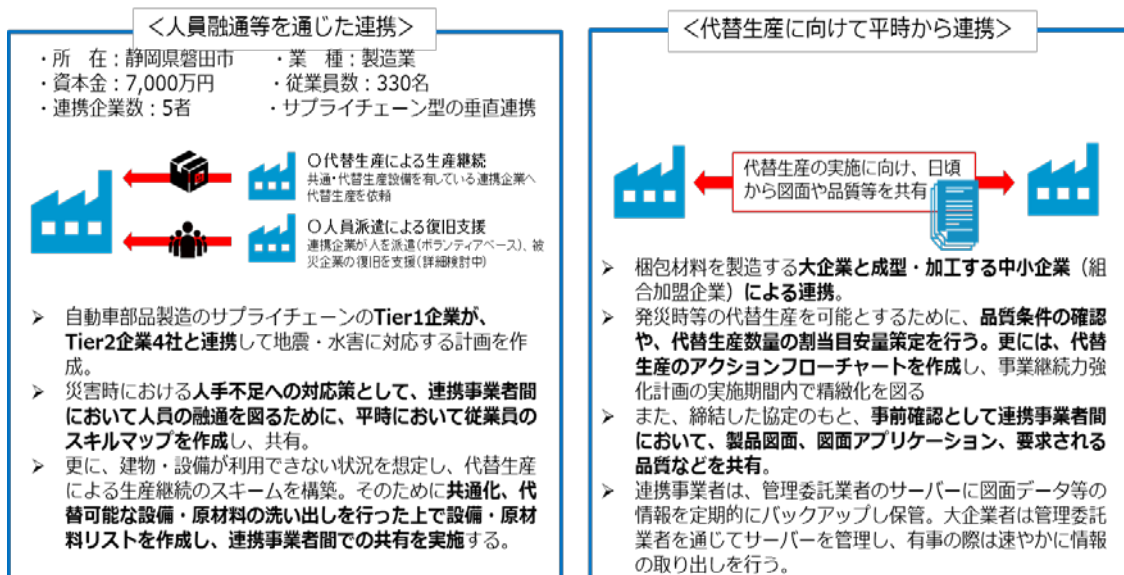 ＜人員融通等を通じた連携＞
・所　在：静岡県磐田市　・業　種：製造業
・資本金：7,000万円　・従業員数：330名
・連携企業数：5者　・サプライチェーン型の垂直連携
○代替生産による生産継続
共通・代替生産設備を有している連携企業へ
代替生産を依頼
○人員派遣による復旧支援
連携企業が人を派遣(ボランティアベース)、被
災企業の復旧を支援(詳細検討中)
➢ 自動車部品製造のサプライチェーンのTier1企業が、
Tier2企業4社と連携して地震・水害に対応する計画を作
成。
➢ 災害時における人手不足への対応策として、連携事業者間
において人員の融通を図るために、平時において従業員の
スキルマップを作成し、共有。
➢ 更に、建物・設備が利用できない状況を想定し、代替生産
による生産継続のスキームを構築。そのために共通化、代
替可能な設備・原材料の洗い出しを行った上で設備・原材
料リストを作成し、連携事業者間での共有を実施する。
＜代替生産に向けて平時から連携＞
代替生産の実施に向け、日頃
から図面や品質等を共有
➢ 梱包材料を製造する大企業と成型・加工する中小企業（組
合加盟企業）による連携。
➢ 発災時等の代替生産を可能とするために、品質条件の確認
や、代替生産数量の割当目安量策定を行う。更には、代替
生産のアクションフローチャートを作成し、事業継続力強
化計画の実施期間内で精緻化を図る
➢ また、締結した協定のもと、事前確認として連携事業者間
において、製品図面、図面アプリケーション、要求される
品質などを共有。
➢ 連携事業者は、管理委託業者のサーバーに図面データ等の
情報を定期的にバックアップし保管。大企業者は管理委託
業者を通じてサーバーを管理し、有事の際は速やかに情報
の取り出しを行う。